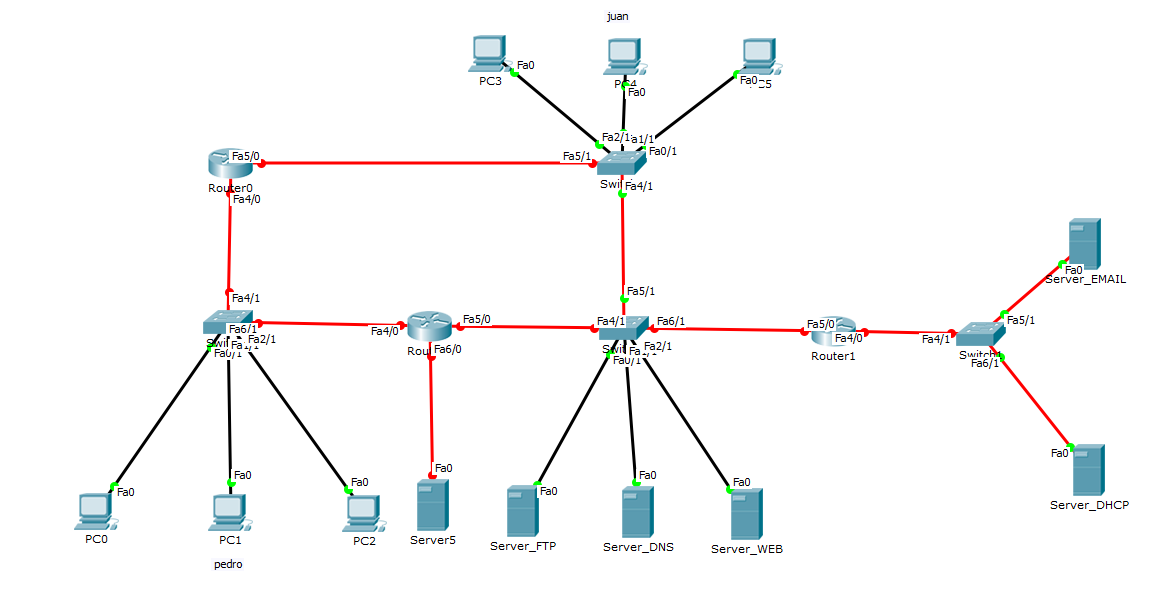 juan
PC3
Fa0
Fa0
Fa0
Fa2/1
Fa0/1
Fa5/0
Fa5/1
Router0
Fa4/0
Fa4/1
Server_EMAIL
Fa0
Fa4/1
Fa5/1
Fa4/0
Fa5/0
Fa4/1
Fa6/1
Fa5/0
Fa4/0
Router1
Fa4/1
Fa5/1
Fa6/1
Fa6/1
Fa2/1
Fa0/1
Fa6/0
Fa2/1
Fa0/1
Fa0
Fa0
Fa0
Fa0
Fa0
Fa0
Fa0
Fa0
PC0
PC1
PC2
Server5
Server_FTP
Server_DNS
Server_WEB
Server_DHCP
pedro